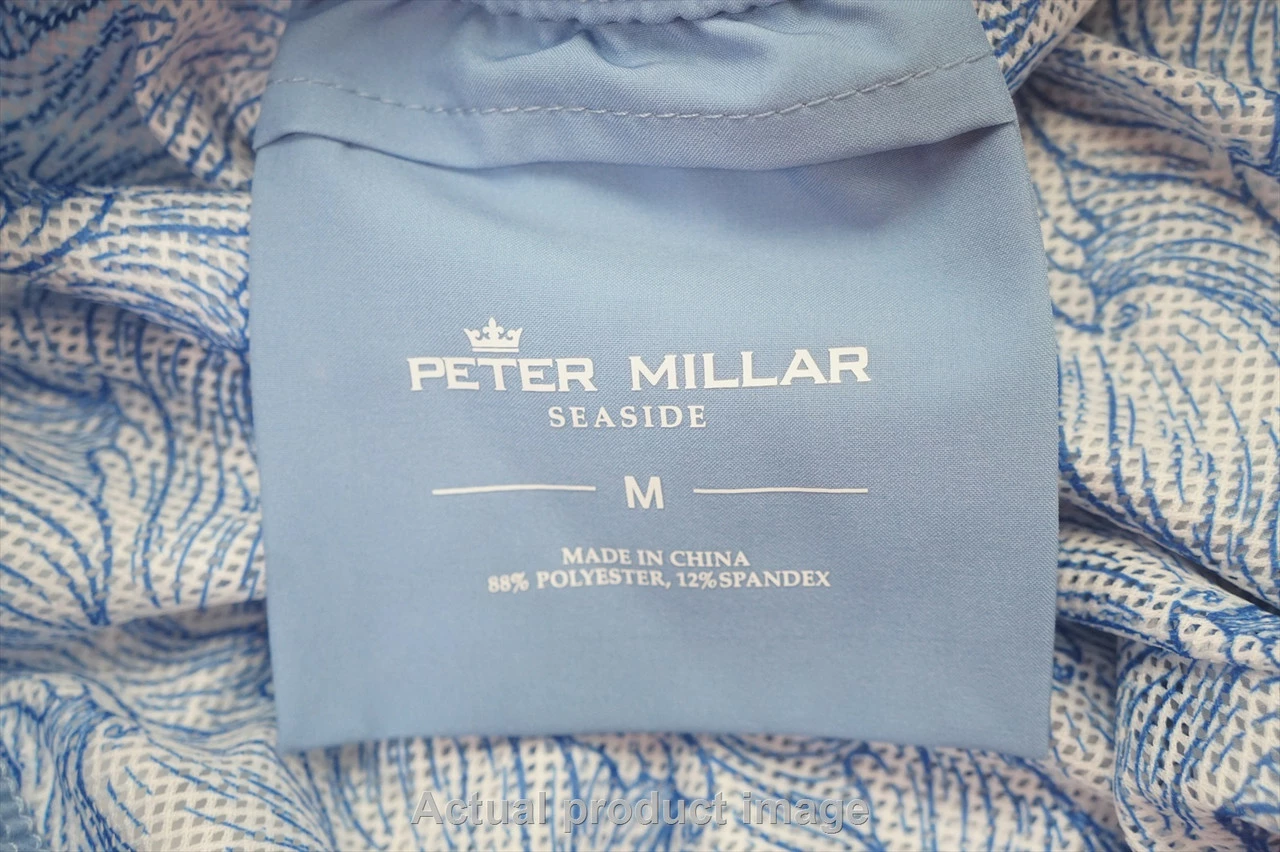 PETER MILLAR
SEASIDE
M
MADE IN CHINA
88% POLYESTER, 12% SPANDEX
Actual product image